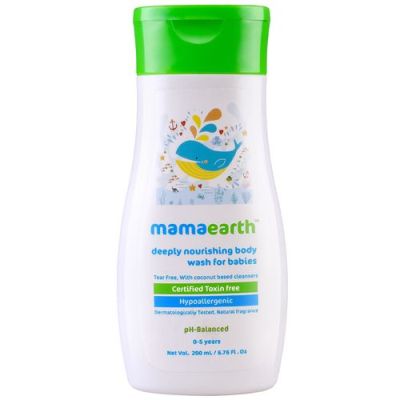 mamaearth™
deeply nourishing body
wash for babies
Tear Free, With coconut based cleansers
Certified Toxin free
Hypoallergenic
Dermatologically Tested. Natural fragrance
pH-Balanced
0-5 years
Net Vol. 200 mL / 6.76 fl. Oz